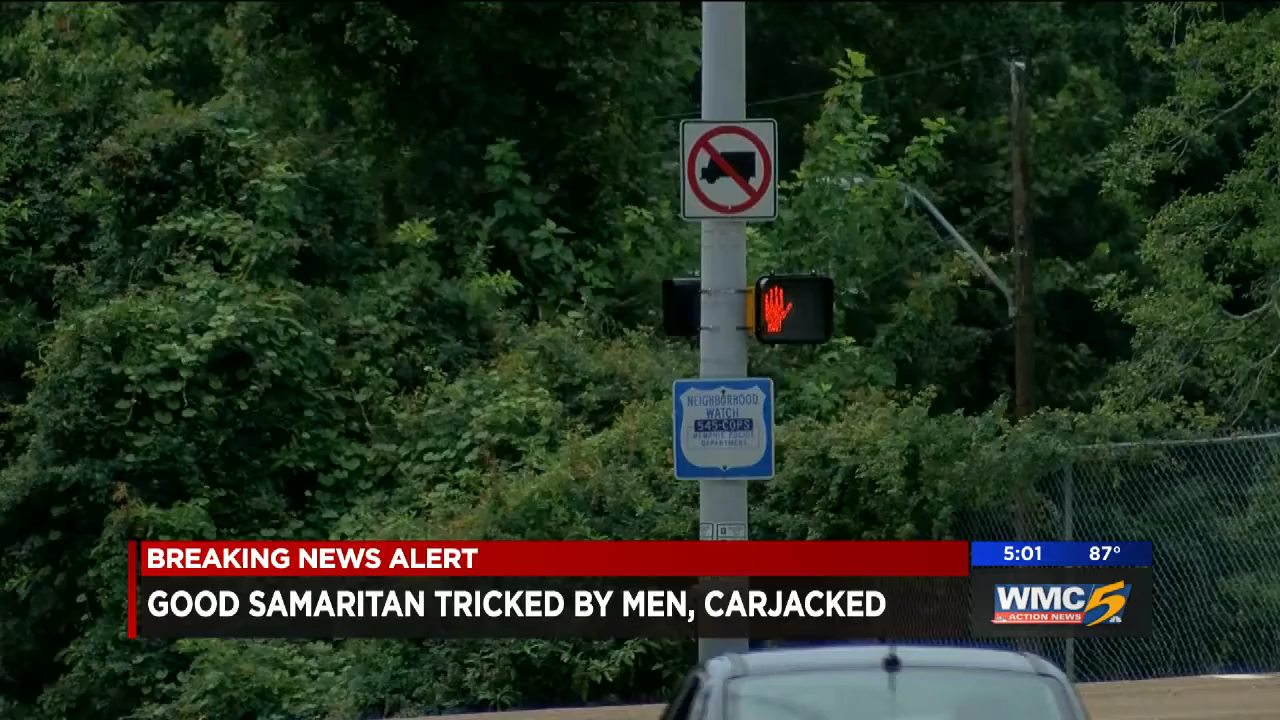 NEIGHBORHOOD
WATCH
545-COPS
MEMPHIS POLICE
DEPARTMENT
BREAKING NEWS ALERT
GOOD SAMARITAN TRICKED BY MEN, CARJACKED
5:01 87°
WMC5
ACTION NEWS